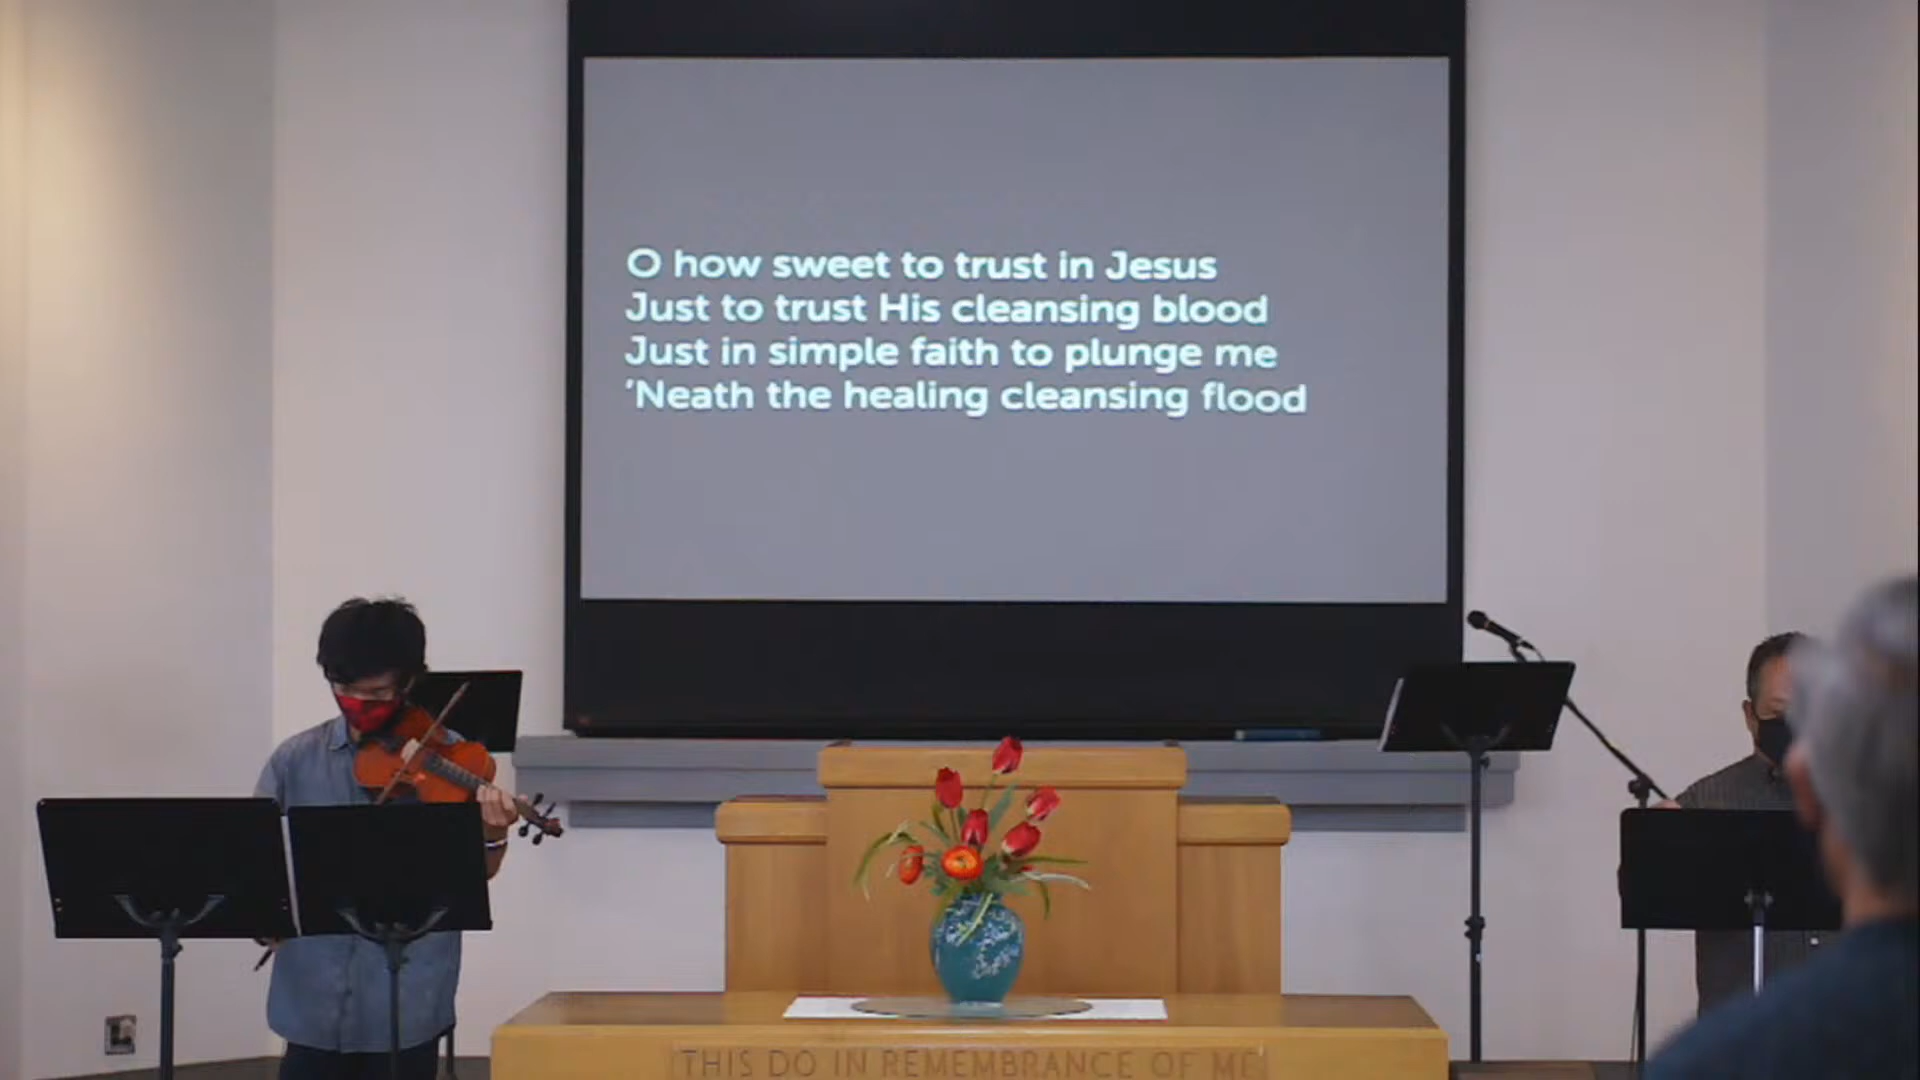 O how sweet to trust in Jesus
Just to trust His cleansing blood
Just in simple faith to plunge me
'Neath the healing cleansing flood
THIS DO IN REMEMBRANCE OF ME